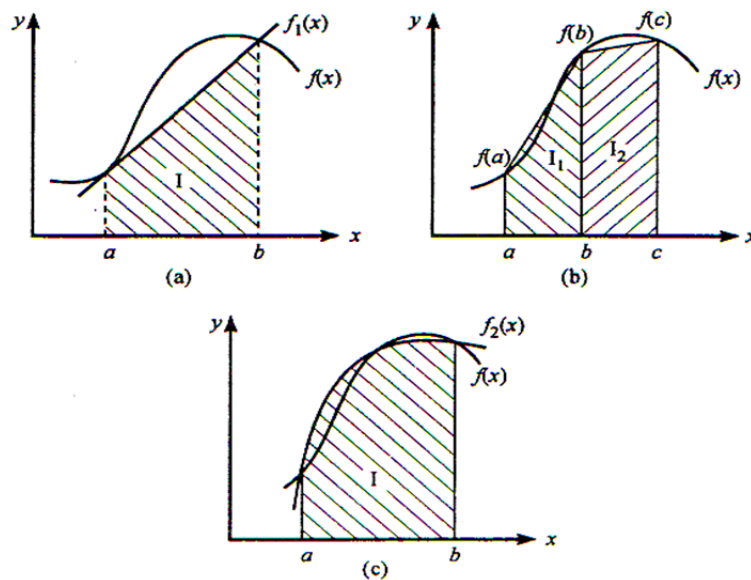 y
f₁(x)
f(x)
I
a
b
x
(a)
y
f(b)
f(c)
f(x)
f(a)
I₁
I₂
a
b
c
x
(b)
y
f₂(x)
f(x)
I
a
b
x
(c)